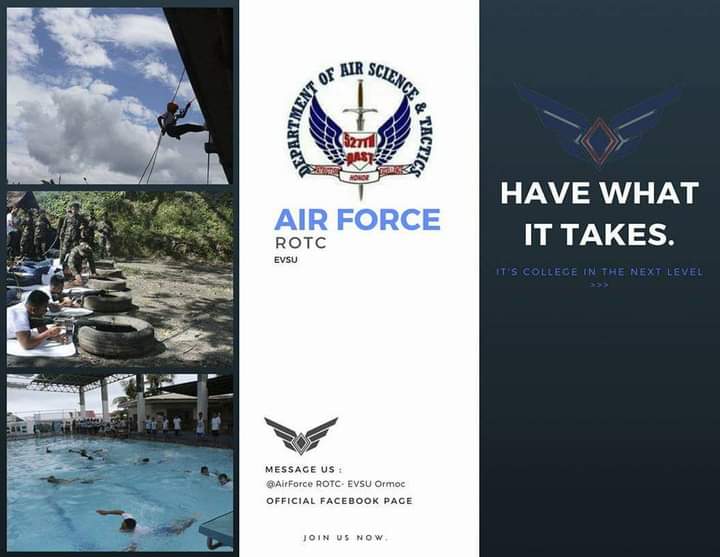 DEPARTMENT OF AIR SCIENCE & TACTICS
527TH
DAST
HONOR
AIR FORCE
ROTC
EVSU
MESSAGE US :
@AirForce ROTC- EVSU Ormoc
OFFICIAL FACEBOOK PAGE
JOIN US NOW.
HAVE WHAT
IT TAKES.
IT'S COLLEGE IN THE NEXT LEVEL
>>>